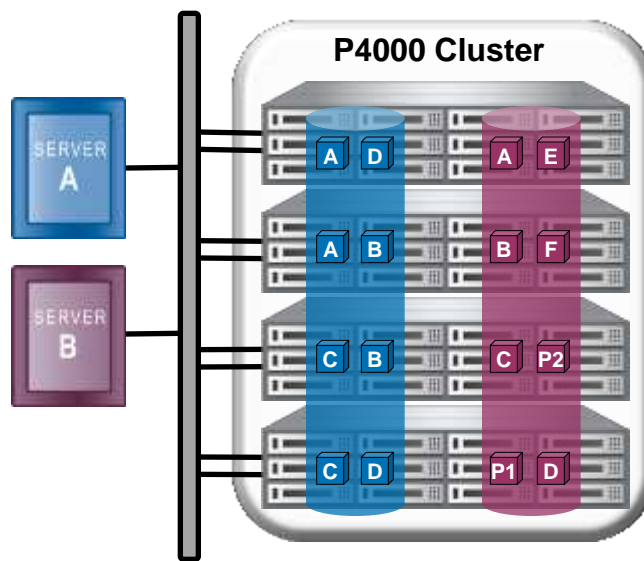 P4000 Cluster
SERVER
A
SERVER
B
A D A E
A B B F
C B C P2
C D P1 D